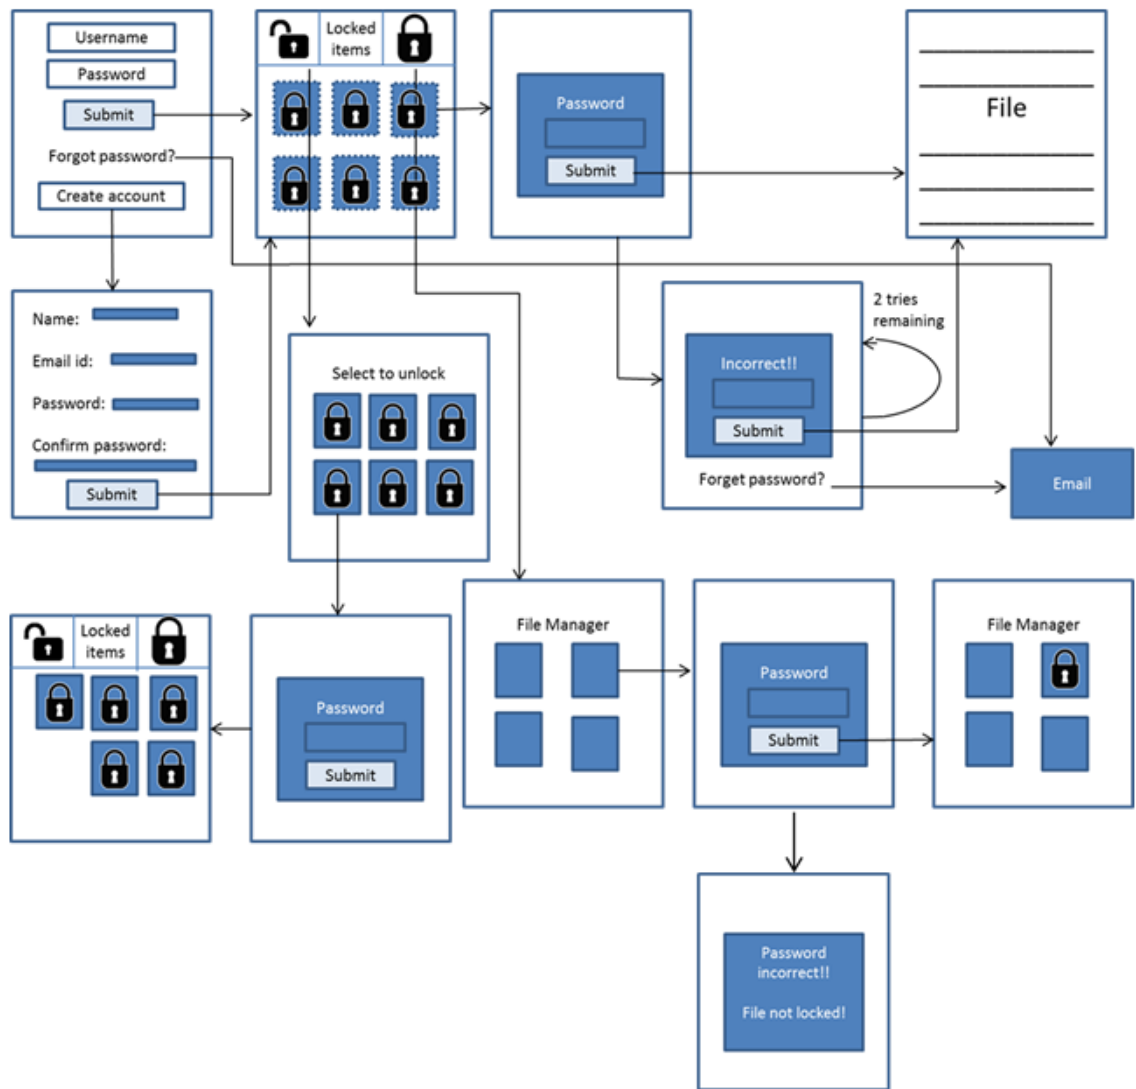 Username
Password
Submit
Forgot password?
Create account
Locked
items
Password
Submit
File
Name:
Email id:
Password:
Confirm password:
Submit
Select to unlock
2 tries
remaining
Incorrect!!
Submit
Forget password?
Email
Locked
items
Password
Submit
File Manager
Password
Submit
File Manager
Password
incorrect!!
File not locked!